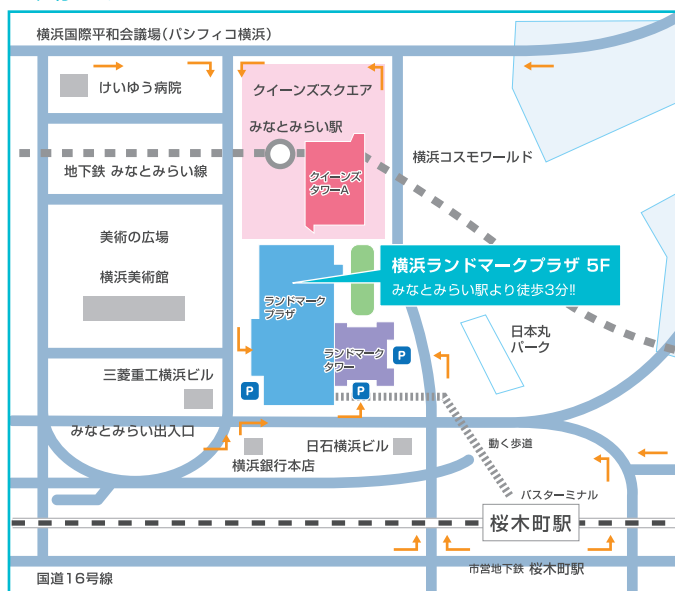 横浜国際平和会議場(パシフィコ横浜)
けいゆう病院
クイーンズスクエア
みなとみらい駅
横浜コスモワールド
地下鉄 みなとみらい線
クイーンズ
タワーA
美術の広場
横浜ランドマークプラザ 5F
みなとみらい駅より徒歩3分!!
横浜美術館
ランドマーク
プラザ
日本丸
パーク
ランドマーク
タワー
P
三菱重工横浜ビル
P
P
みなとみらい出入口
日石横浜ビル
動く歩道
横浜銀行本店
バスターミナル
桜木町駅
市営地下鉄 桜木町駅
国道16号線